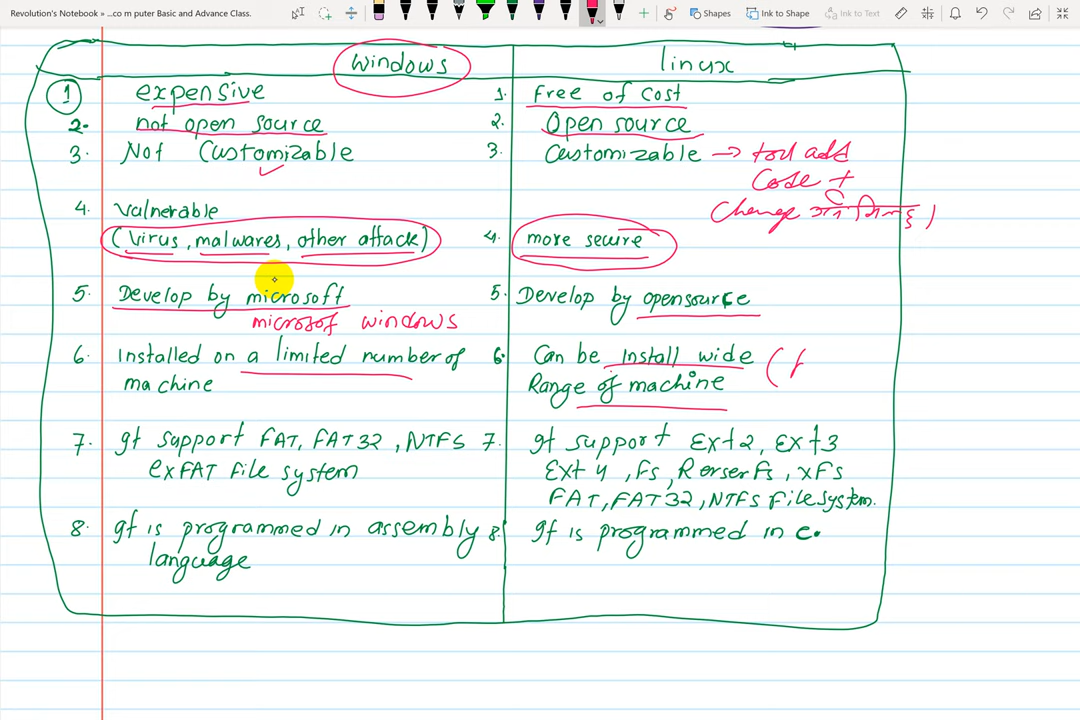 Revolution's Notebook » ...co m puter Basic and Advance Class.
Shapes
Ink to Shape
Ink to Text
windows
linux
1 expensive
1. Free of Cost
2. not open source
2. Open source
3. Not Customizable
3. Customizable → add
Code +
Change
4. Valnerable
(virus, malwares, other attack)
4. more secure
5. Develop by microsoft
5. Develop by opensource
microsof windows
6. Installed on a limited number of
machine
6. Can be install wide (
Range of machine
7. It support FAT, FAT32, NTFS
exFAT file system
7. It support Ext2, Ext3
Ext4, Fs, ReiserFs, XFs
FAT, FAT32, NTFS file system.
8. It is programmed in assembly
language
8. It is programmed in c.